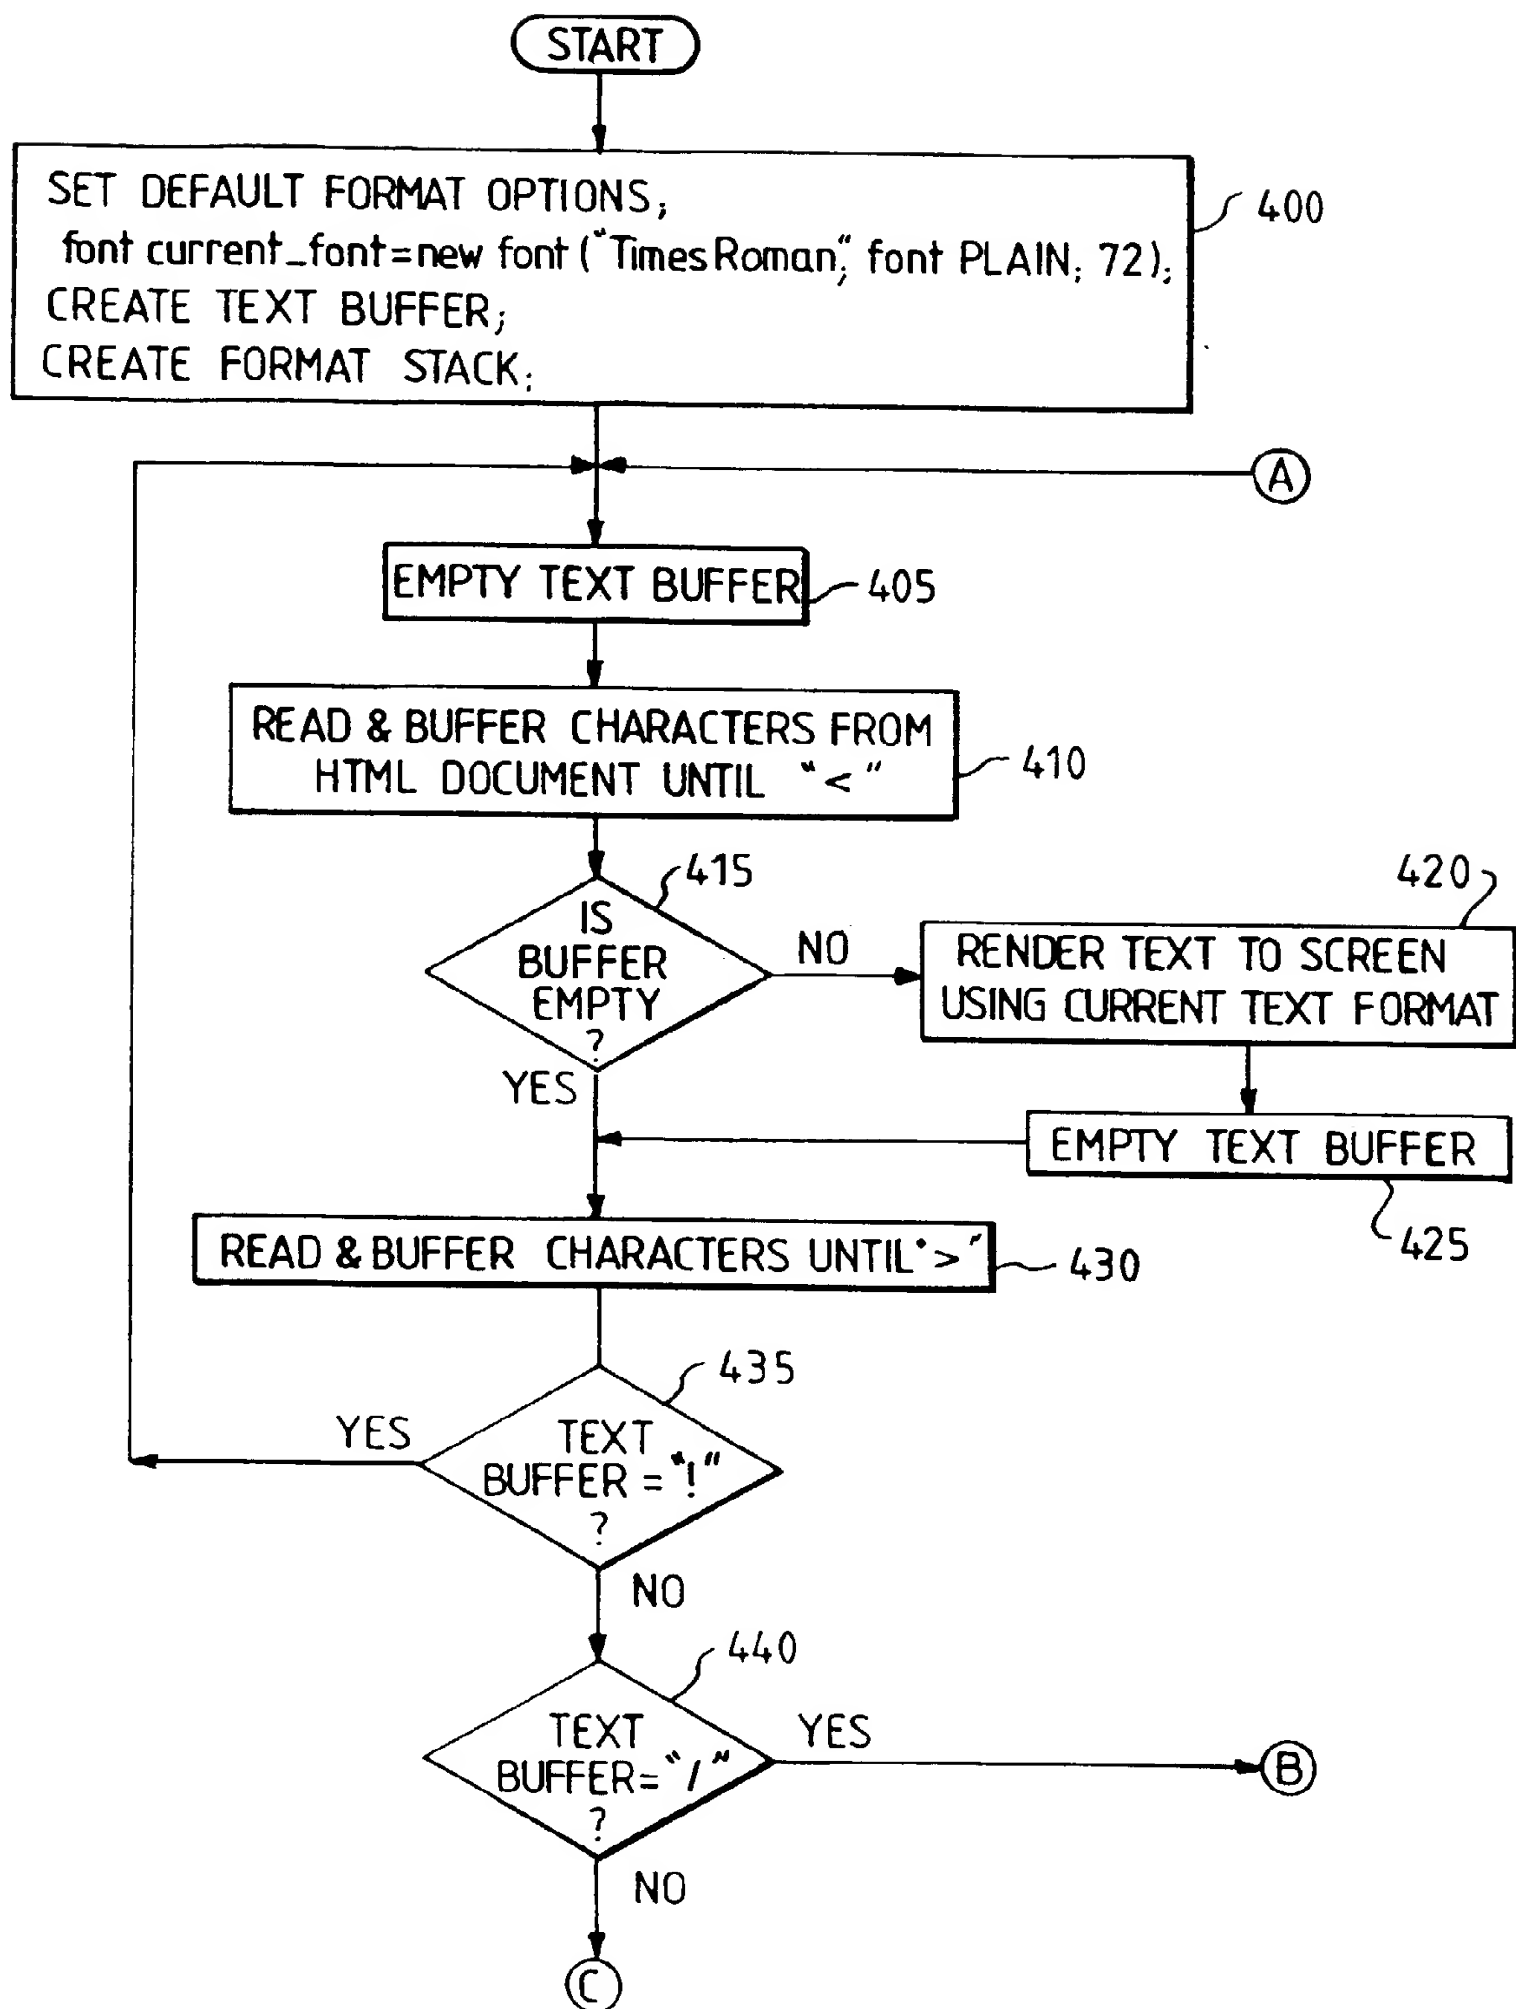 START
SET DEFAULT FORMAT OPTIONS;
font current_font=new font ("TimesRoman," font PLAIN; 72);
CREATE TEXT BUFFER;
CREATE FORMAT STACK;
400
A
EMPTY TEXT BUFFER
405
READ & BUFFER CHARACTERS FROM
HTML DOCUMENT UNTIL "<"
410
415
IS
BUFFER
EMPTY
?
NO
YES
420
RENDER TEXT TO SCREEN
USING CURRENT TEXT FORMAT
EMPTY TEXT BUFFER
425
READ & BUFFER CHARACTERS UNTIL ">"
430
435
TEXT
BUFFER = "!"
?
YES
NO
440
TEXT
BUFFER = "/"
?
YES
B
NO
C